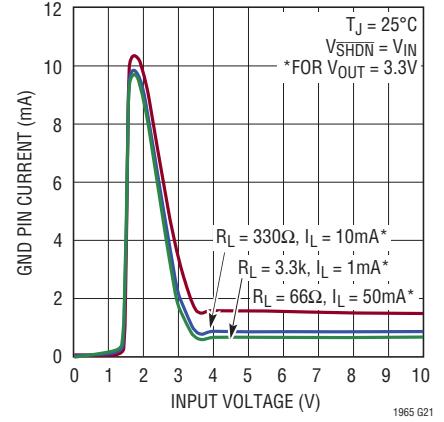 12
10
8
6
4
2
0
GND PIN CURRENT (mA)
TJ = 25°C
VSHDN = VIN
*FOR VOUT = 3.3V
RL = 330Ω, IL = 10mA*
RL = 3.3k, IL = 1mA*
RL = 66Ω, IL = 50mA*
0 1 2 3 4 5 6 7 8 9 10
INPUT VOLTAGE (V)
1965 G21